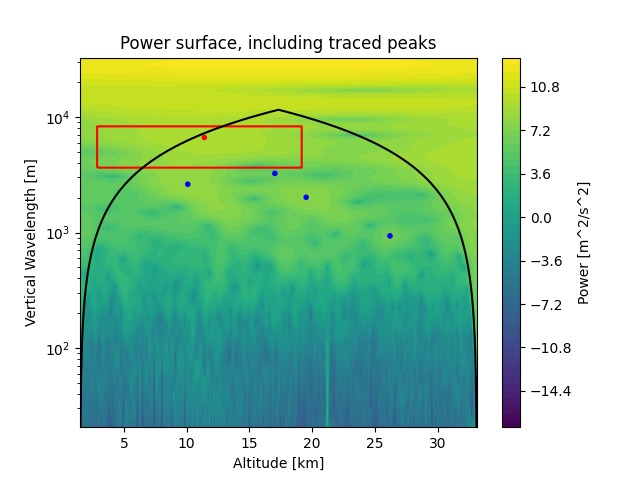 Power surface, including traced peaks
Vertical Wavelength [m]
10^4
10^3
10^2
5 10 15 20 25 30
Altitude [km]
10.8
7.2
3.6
0.0
−3.6
−7.2
−10.8
−14.4
Power [m^2/s^2]